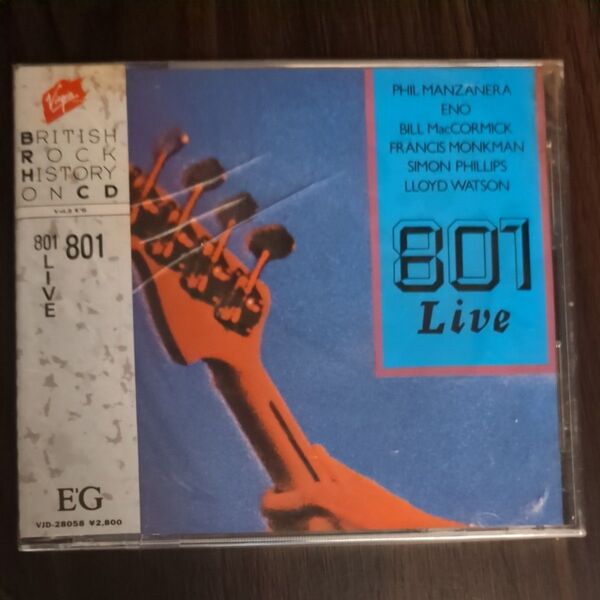 Virgin
BRITISH
ROCK
HISTORY
ON CD
801
LIVE
801
E'G
VJD-28058 ¥2,800
PHIL MANZANERA
ENO
BILL MacCORMICK
FRANCIS MONKMAN
SIMON PHILLIPS
LLOYD WATSON
801
Live